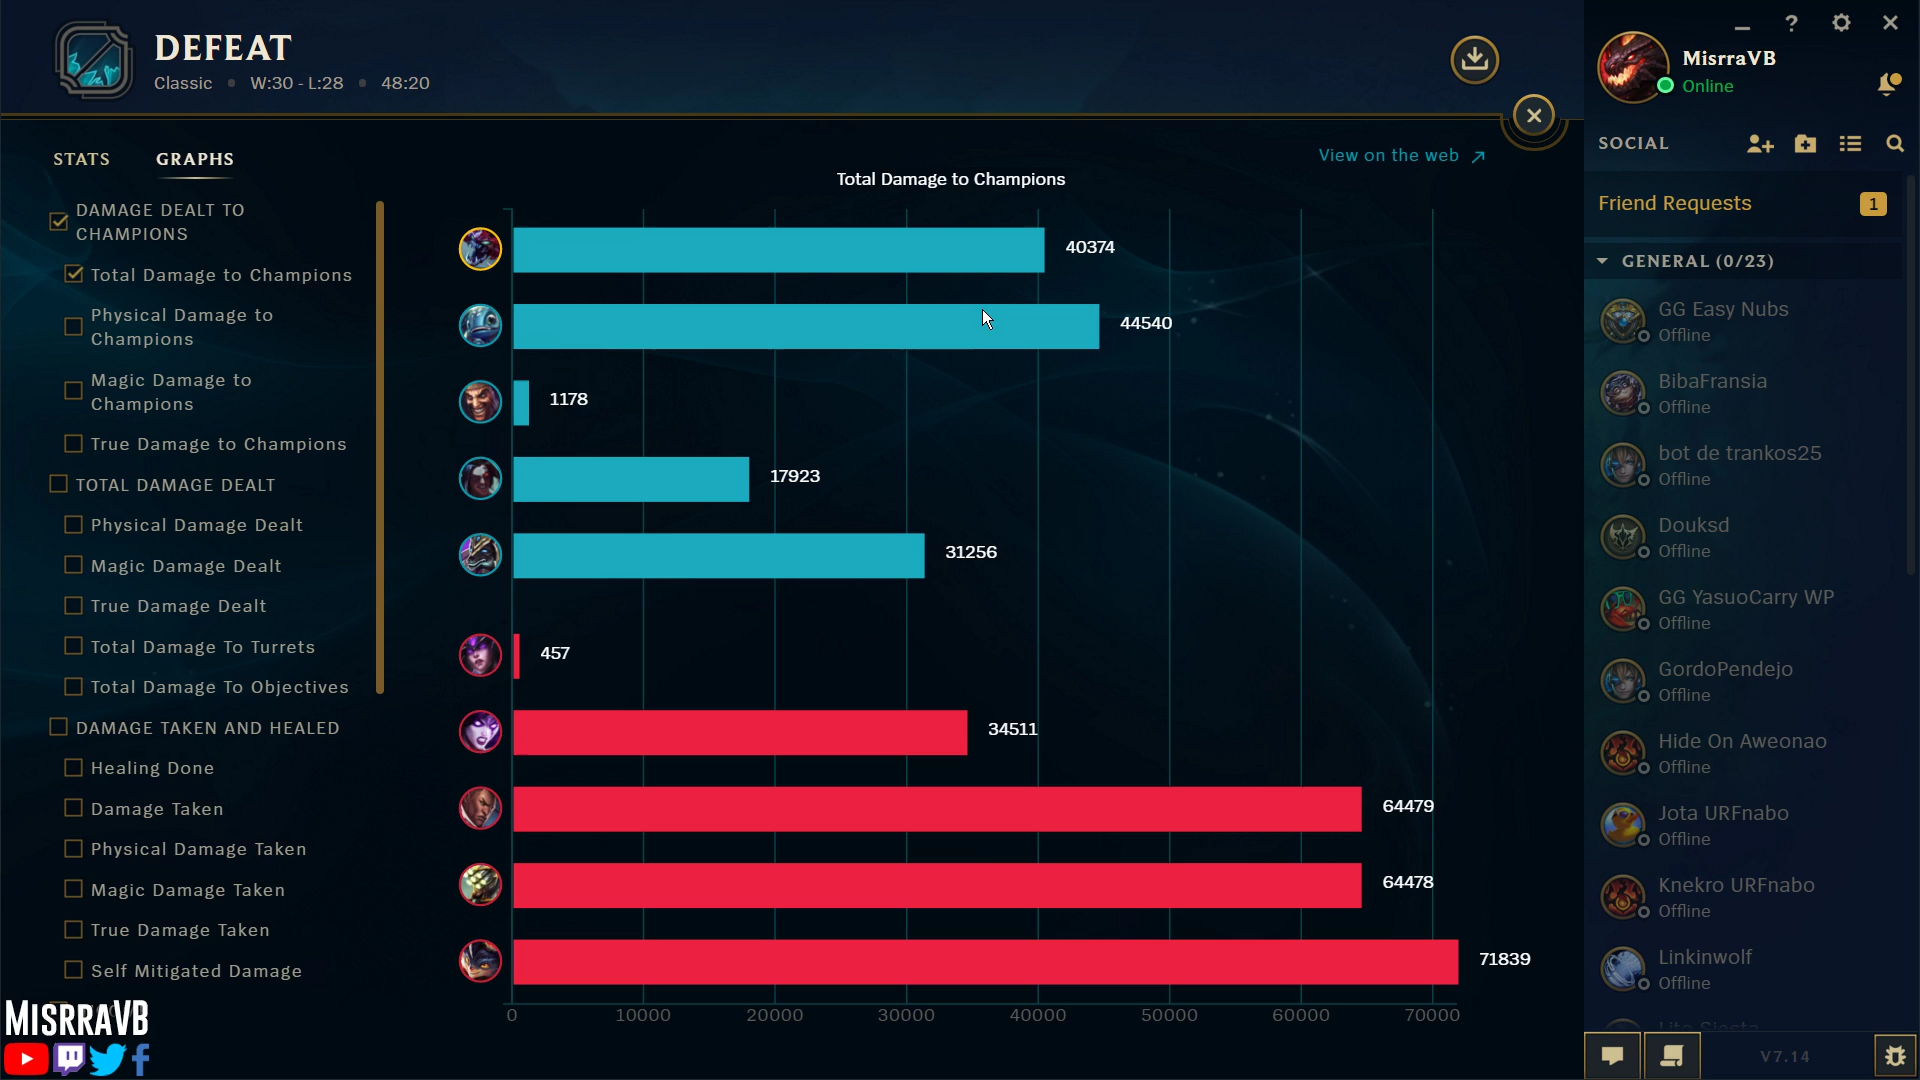 DEFEAT
Classic • W:30 - L:28 • 48:20
STATS
GRAPHS
View on the web
Total Damage to Champions
DAMAGE DEALT TO
CHAMPIONS
Total Damage to Champions
Physical Damage to
Champions
Magic Damage to
Champions
True Damage to Champions
TOTAL DAMAGE DEALT
Physical Damage Dealt
Magic Damage Dealt
True Damage Dealt
Total Damage To Turrets
Total Damage To Objectives
DAMAGE TAKEN AND HEALED
Healing Done
Damage Taken
Physical Damage Taken
Magic Damage Taken
True Damage Taken
Self Mitigated Damage
MISRRAVB
40374
44540
1178
17923
31256
457
34511
64479
64478
71839
0 10000 20000 30000 40000 50000 60000 70000
MisrraVB
Online
SOCIAL
Friend Requests 1
GENERAL (0/23)
GG Easy Nubs
Offline
BibaFransia
Offline
bot de trankos25
Offline
Douksd
Offline
GG YasuoCarry WP
Offline
GordoPendejo
Offline
Hide On Aweonao
Offline
Jota URFnabo
Offline
Knekro URFnabo
Offline
Linkinwolf
Offline
V7.14